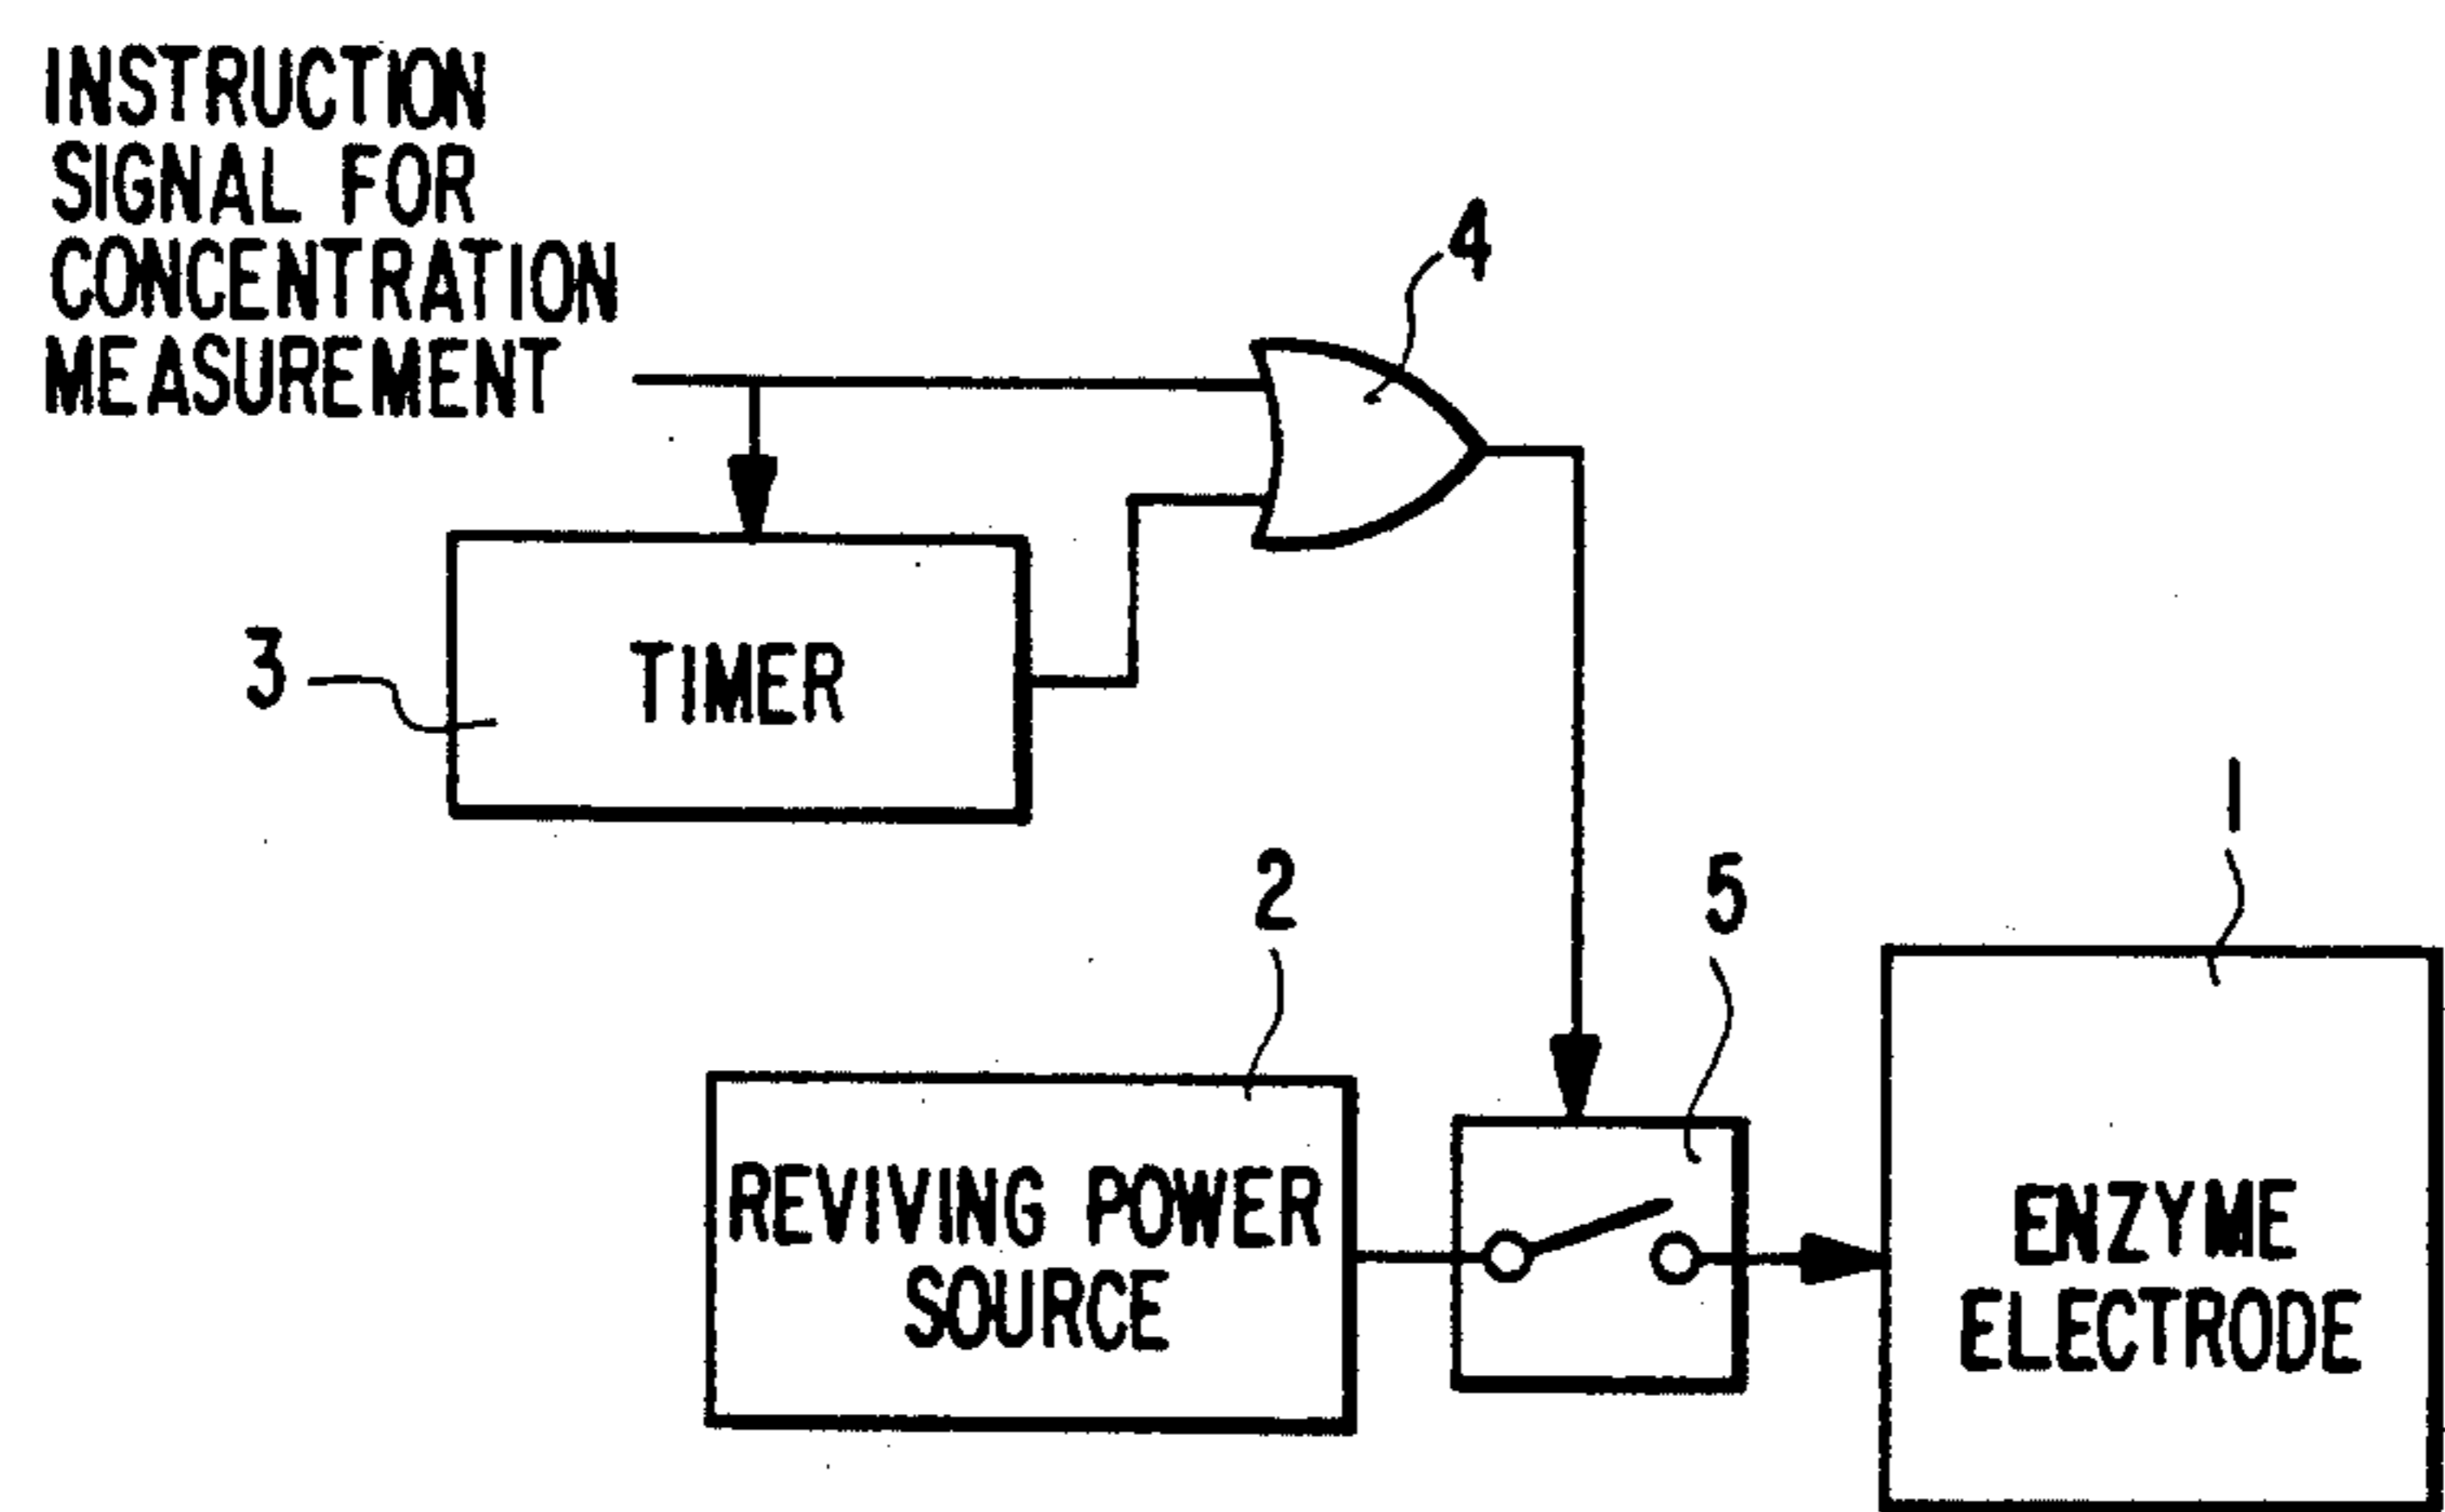 INSTRUCTION
SIGNAL FOR
CONCENTRATION
MEASUREMENT
4
3
TIMER
1
2
5
REVIVING POWER
SOURCE
ENZYME
ELECTRODE